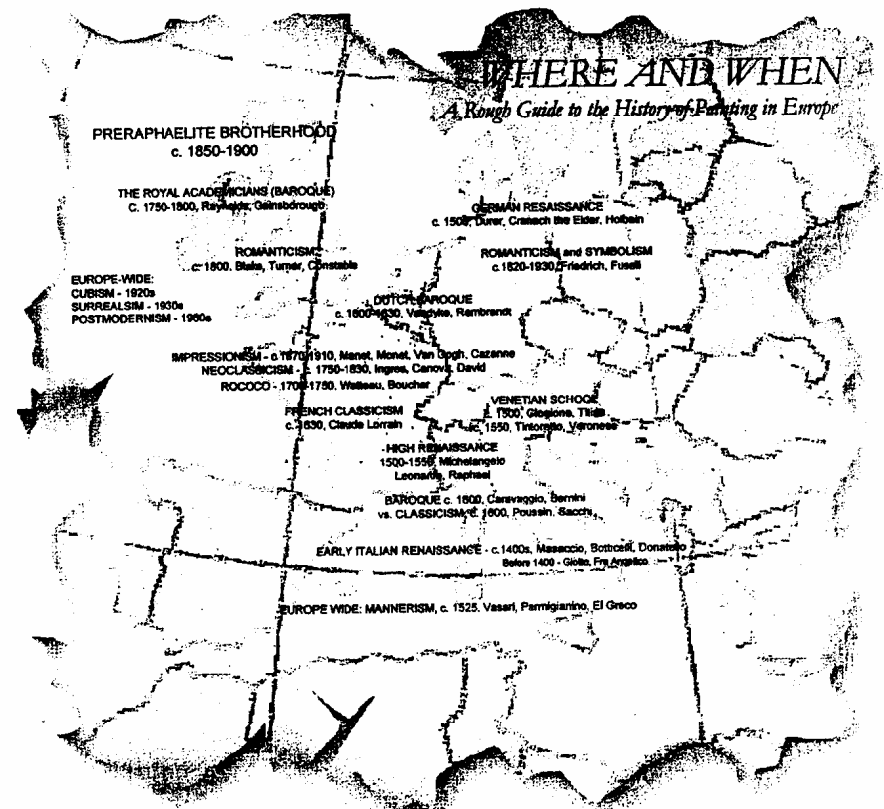 WHERE AND WHEN
A Rough Guide to the History of Painting in Europe
PRERAPHAELITE BROTHERHOOD
c. 1850-1900
THE ROYAL ACADEMICIANS (BAROQUE)
c. 1750-1800, Reynolds, Gainsborough
GERMAN RESAISSANCE
c. 1500, Durer, Cranach the Elder, Holbein
ROMANTICISM
c. 1800. Blake, Turner, Constable
ROMANTICISM and SYMBOLISM
c.1820-1930, Friedrich, Fuseli
EUROPE-WIDE:
CUBISM - 1920s
SURREALSIM - 1930s
POSTMODERNISM - 1960s
DUTCH BAROQUE
c. 1600-1630, Vandyke, Rembrandt
IMPRESSIONISM - c.1870-1910, Manet, Monet, Van Gogh, Cezanne
NEOCLASSICISM - c. 1750-1830, Ingres, Canova, David
ROCOCO - 1700-1750. Watteau, Boucher
FRENCH CLASSICISM
c. 1630, Claude Lorrain
VENETIAN SCHOOL
c. 1500, Giogione, Titian
c. 1550, Tintoretto, Veronese
HIGH RENAISSANCE
1500-1550, Michelangelo
Leonardo, Raphael
BAROQUE c. 1600, Caravaggio, Bernini
vs. CLASSICISM, c. 1600, Poussin, Sacchi
EARLY ITALIAN RENAISSANCE - c.1400s, Masaccio, Botticelli, Donatello
Before 1400 - Giotto, Fra Angelico
EUROPE WIDE: MANNERISM, c. 1525. Vasari, Parmigianino, El Greco